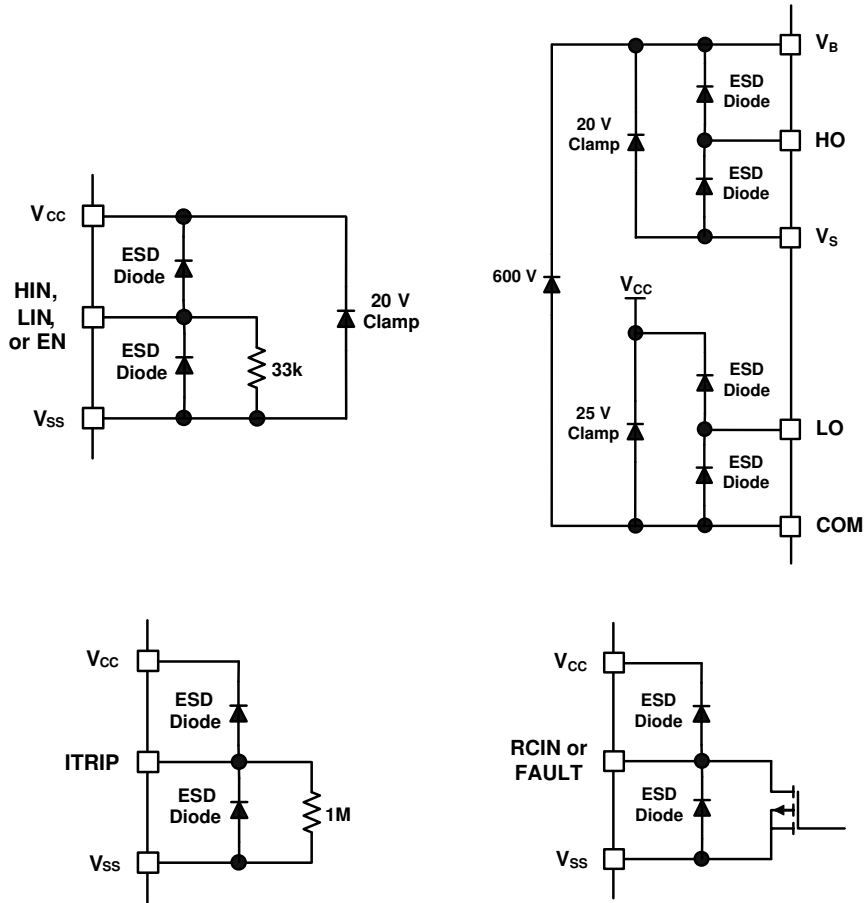 VCC
ESD
Diode
HIN,
LIN,
or EN
ESD
Diode
33k
20 V
Clamp
VSS
VB
ESD
Diode
20 V
Clamp
HO
ESD
Diode
VS
600 V
VCC
ESD
Diode
25 V
Clamp
LO
ESD
Diode
COM
VCC
ESD
Diode
ITRIP
ESD
Diode
1M
VSS
VCC
ESD
Diode
RCIN or
FAULT
ESD
Diode
VSS